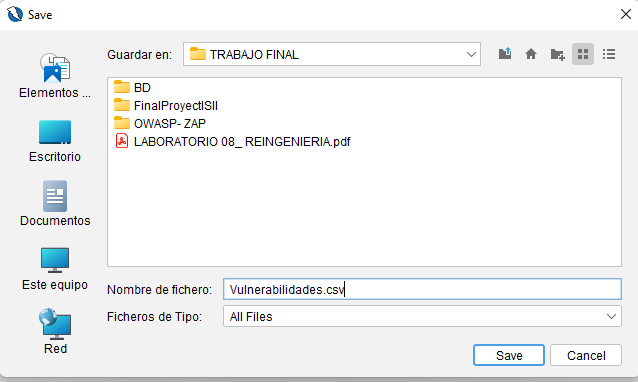 Save
Guardar en:
TRABAJO FINAL
Elementos ...
Escritorio
Documentos
Este equipo
Red
BD
FinalProyectISII
OWASP- ZAP
LABORATORIO 08_ REINGENIERIA.pdf
Nombre de fichero:
Vulnerabilidades.csv
Ficheros de Tipo:
All Files
Save
Cancel